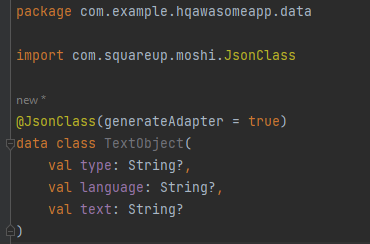 package com.example.hqawasomeapp.data
import com.squareup.moshi.JsonClass
new *
@JsonClass(generateAdapter = true)
data class TextObject(
    val type: String?,
    val language: String?,
    val text: String?
)